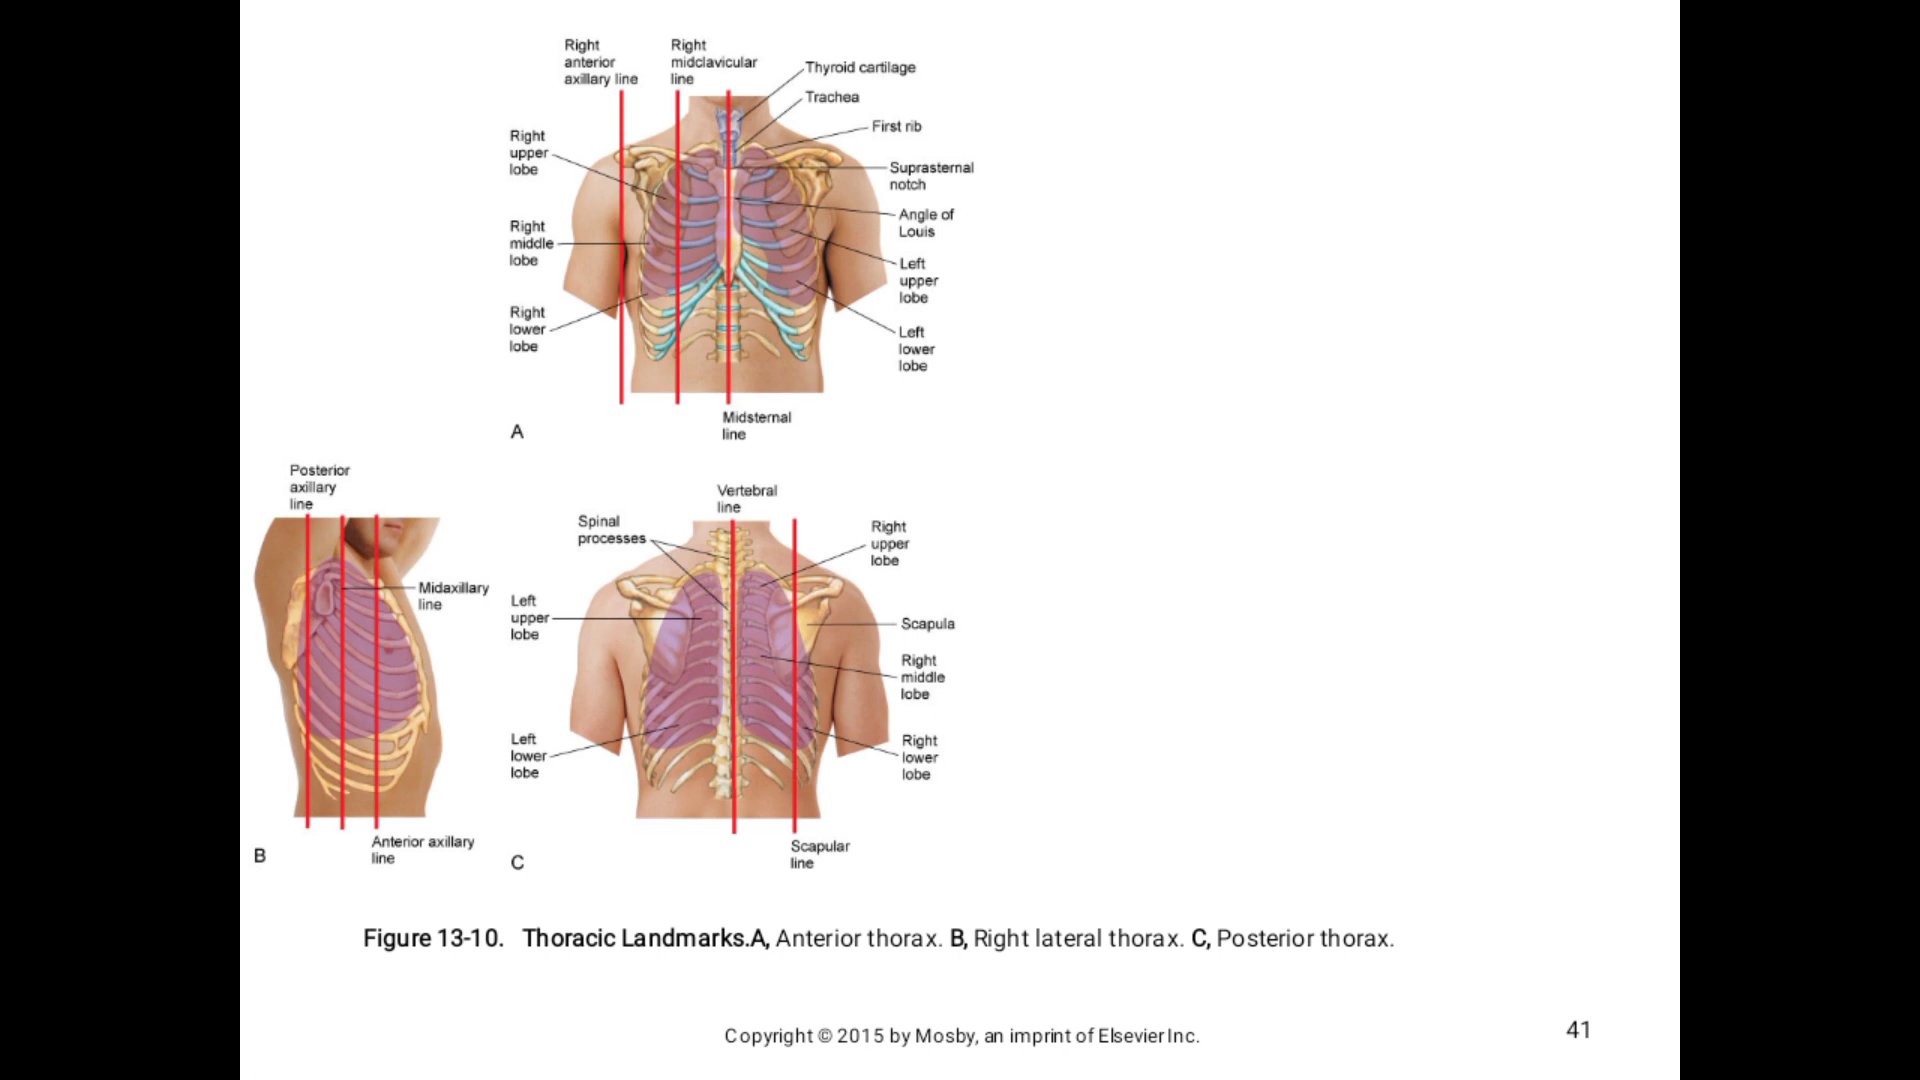 Right
anterior
axillary line
Right
midclavicular
line
Thyroid cartilage
Trachea
First rib
Right
upper
lobe
Suprasternal
notch
Angle of
Louis
Right
middle
lobe
Left
upper
lobe
Right
lower
lobe
Left
lower
lobe
Midsternal
line
A
Posterior
axillary
line
Midaxillary
line
Anterior axillary
line
B
Vertebral
line
Spinal
processes
Right
upper
lobe
Left
upper
lobe
Scapula
Right
middle
lobe
Left
lower
lobe
Right
lower
lobe
Scapular
line
C
Figure 13-10. Thoracic Landmarks.A, Anterior thorax. B, Right lateral thorax. C, Posterior thorax.
Copyright © 2015 by Mosby, an imprint of Elsevier Inc.
41